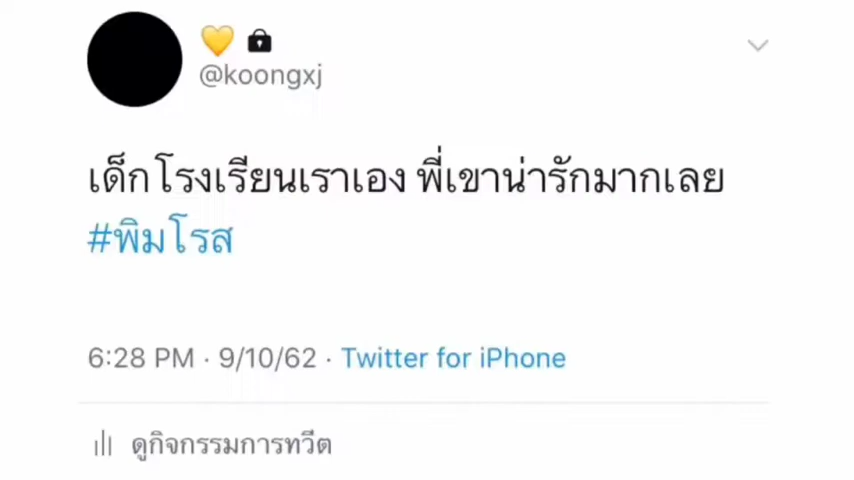 💛 🔒
@koongxj
เด็กโรงเรียนเราเอง พี่เขาน่ารักมากเลย
#พิมโรส
6:28 PM · 9/10/62 · Twitter for iPhone
ดูกิจกรรมการทวีต